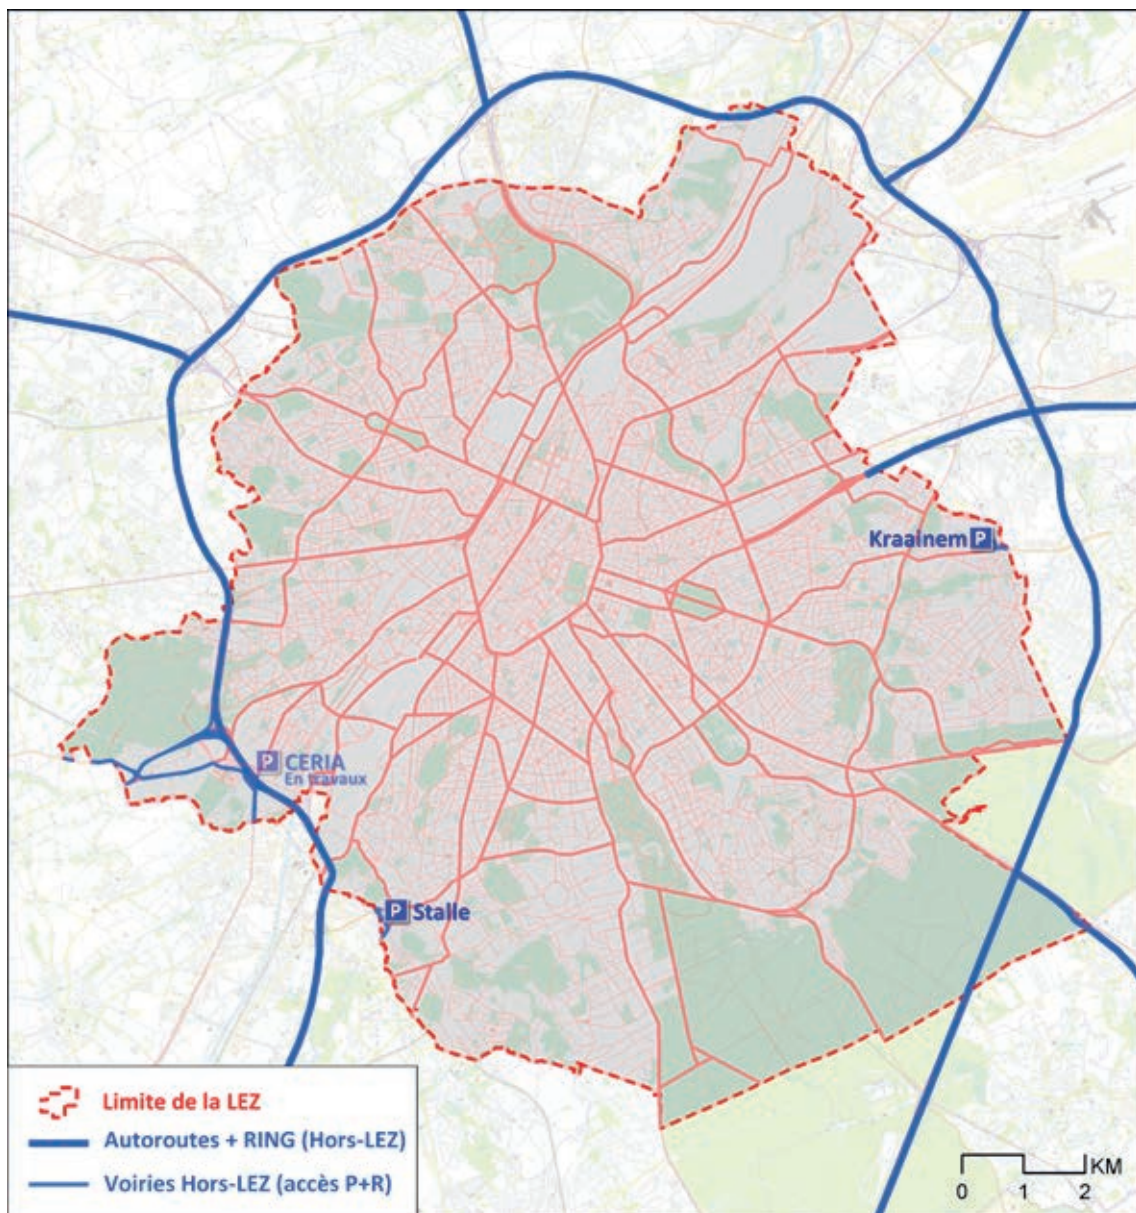 Kraainem P
P CERIA
En travaux
P Stalle
Limite de la LEZ
Autoroutes + RING (Hors-LEZ)
Voiries Hors-LEZ (accès P+R)
KM
0 1 2